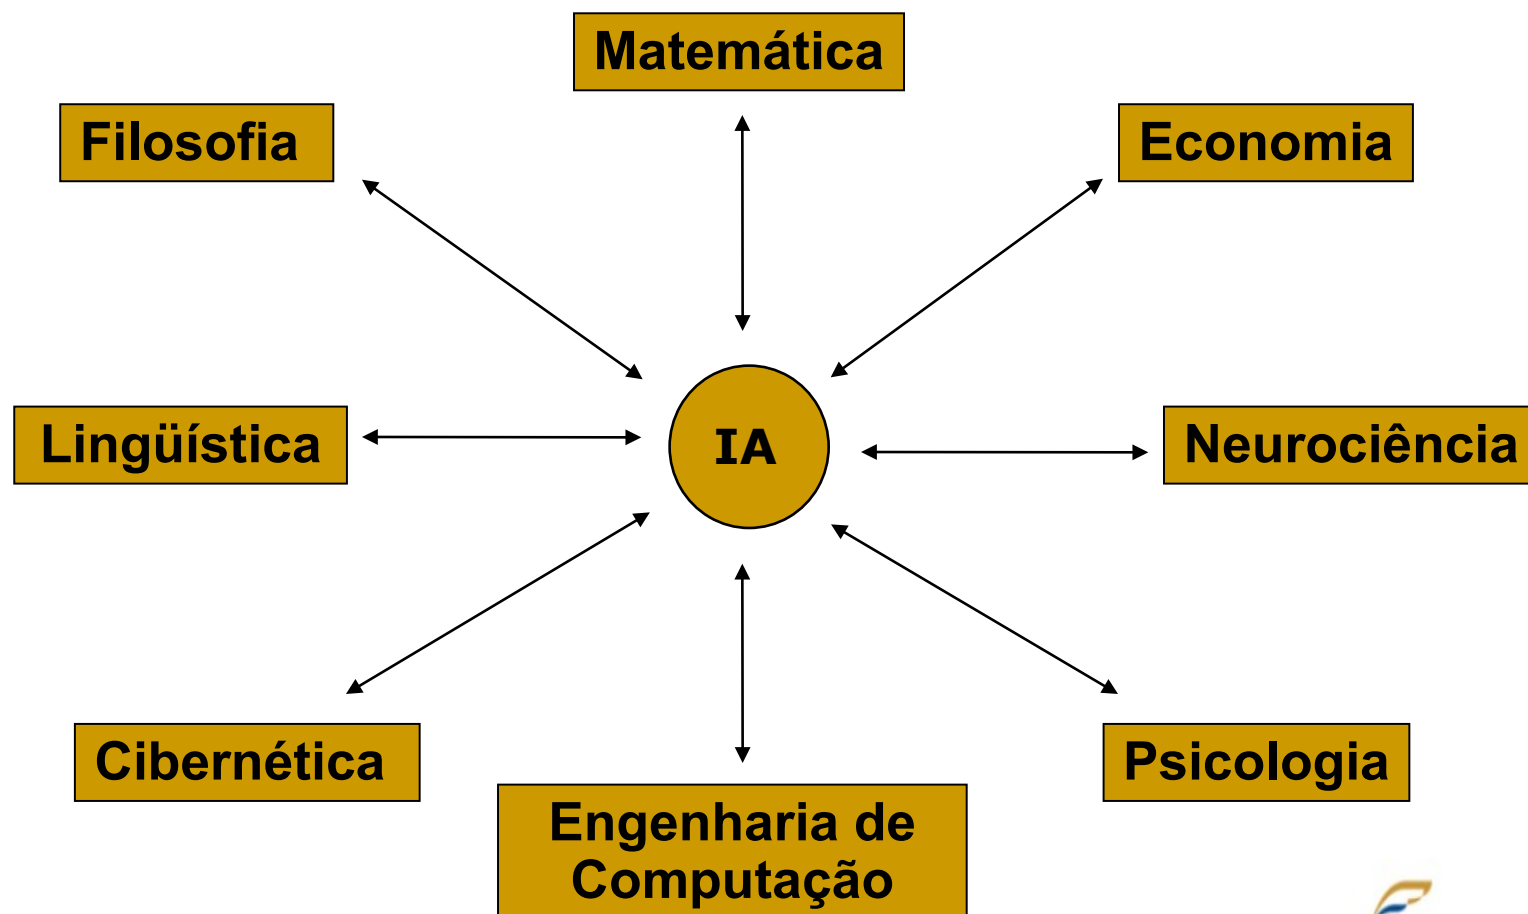 Matemática
Filosofia
Economia
Lingüística
IA
Neurociência
Cibernética
Psicologia
Engenharia de
Computação